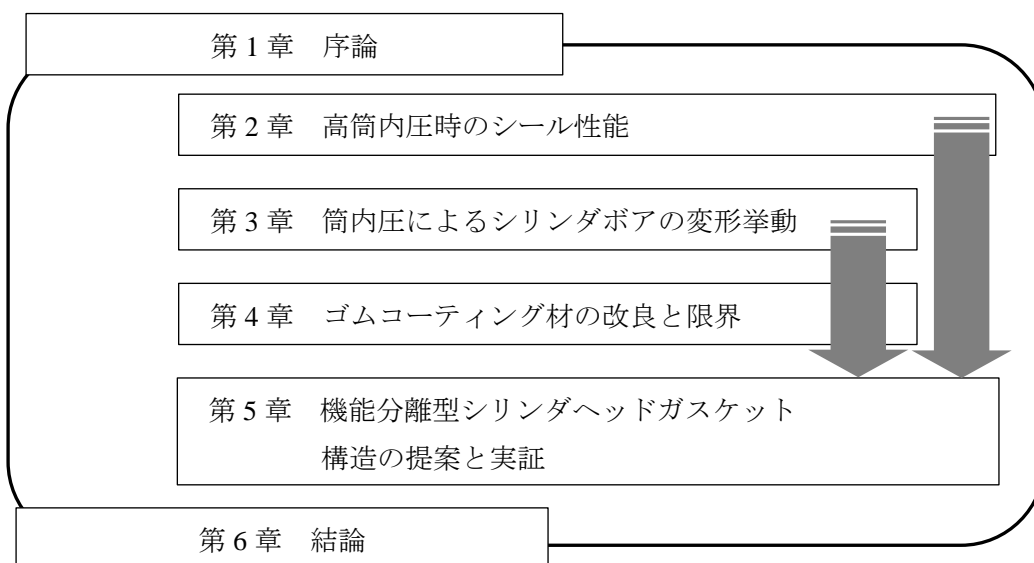 第1章　序論
第2章　高筒内圧時のシール性能
第3章　筒内圧によるシリンダボアの変形挙動
第4章　ゴムコーティング材の改良と限界
第5章　機能分離型シリンダヘッドガスケット
構造の提案と実証
第6章　結論